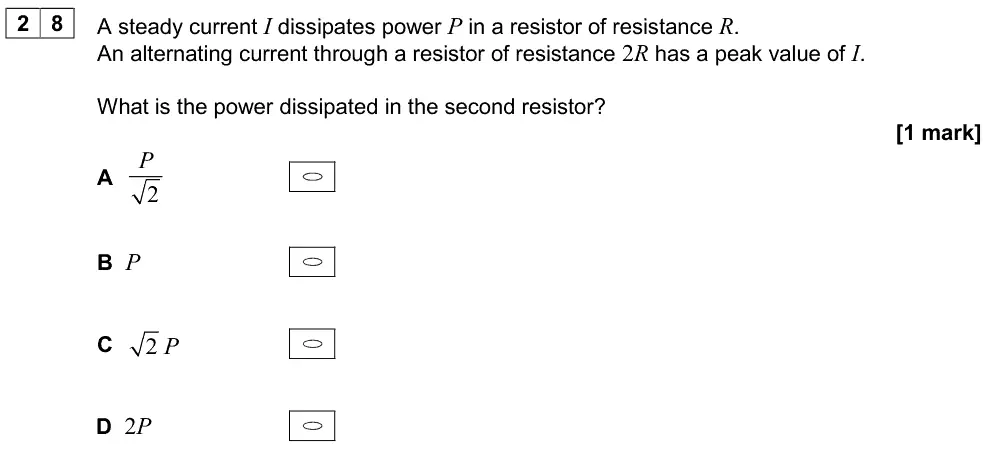 2 8 A steady current I dissipates power P in a resistor of resistance R.
An alternating current through a resistor of resistance 2R has a peak value of I.
What is the power dissipated in the second resistor?
[1 mark]
A P/√2
B P
C √2 P
D 2P